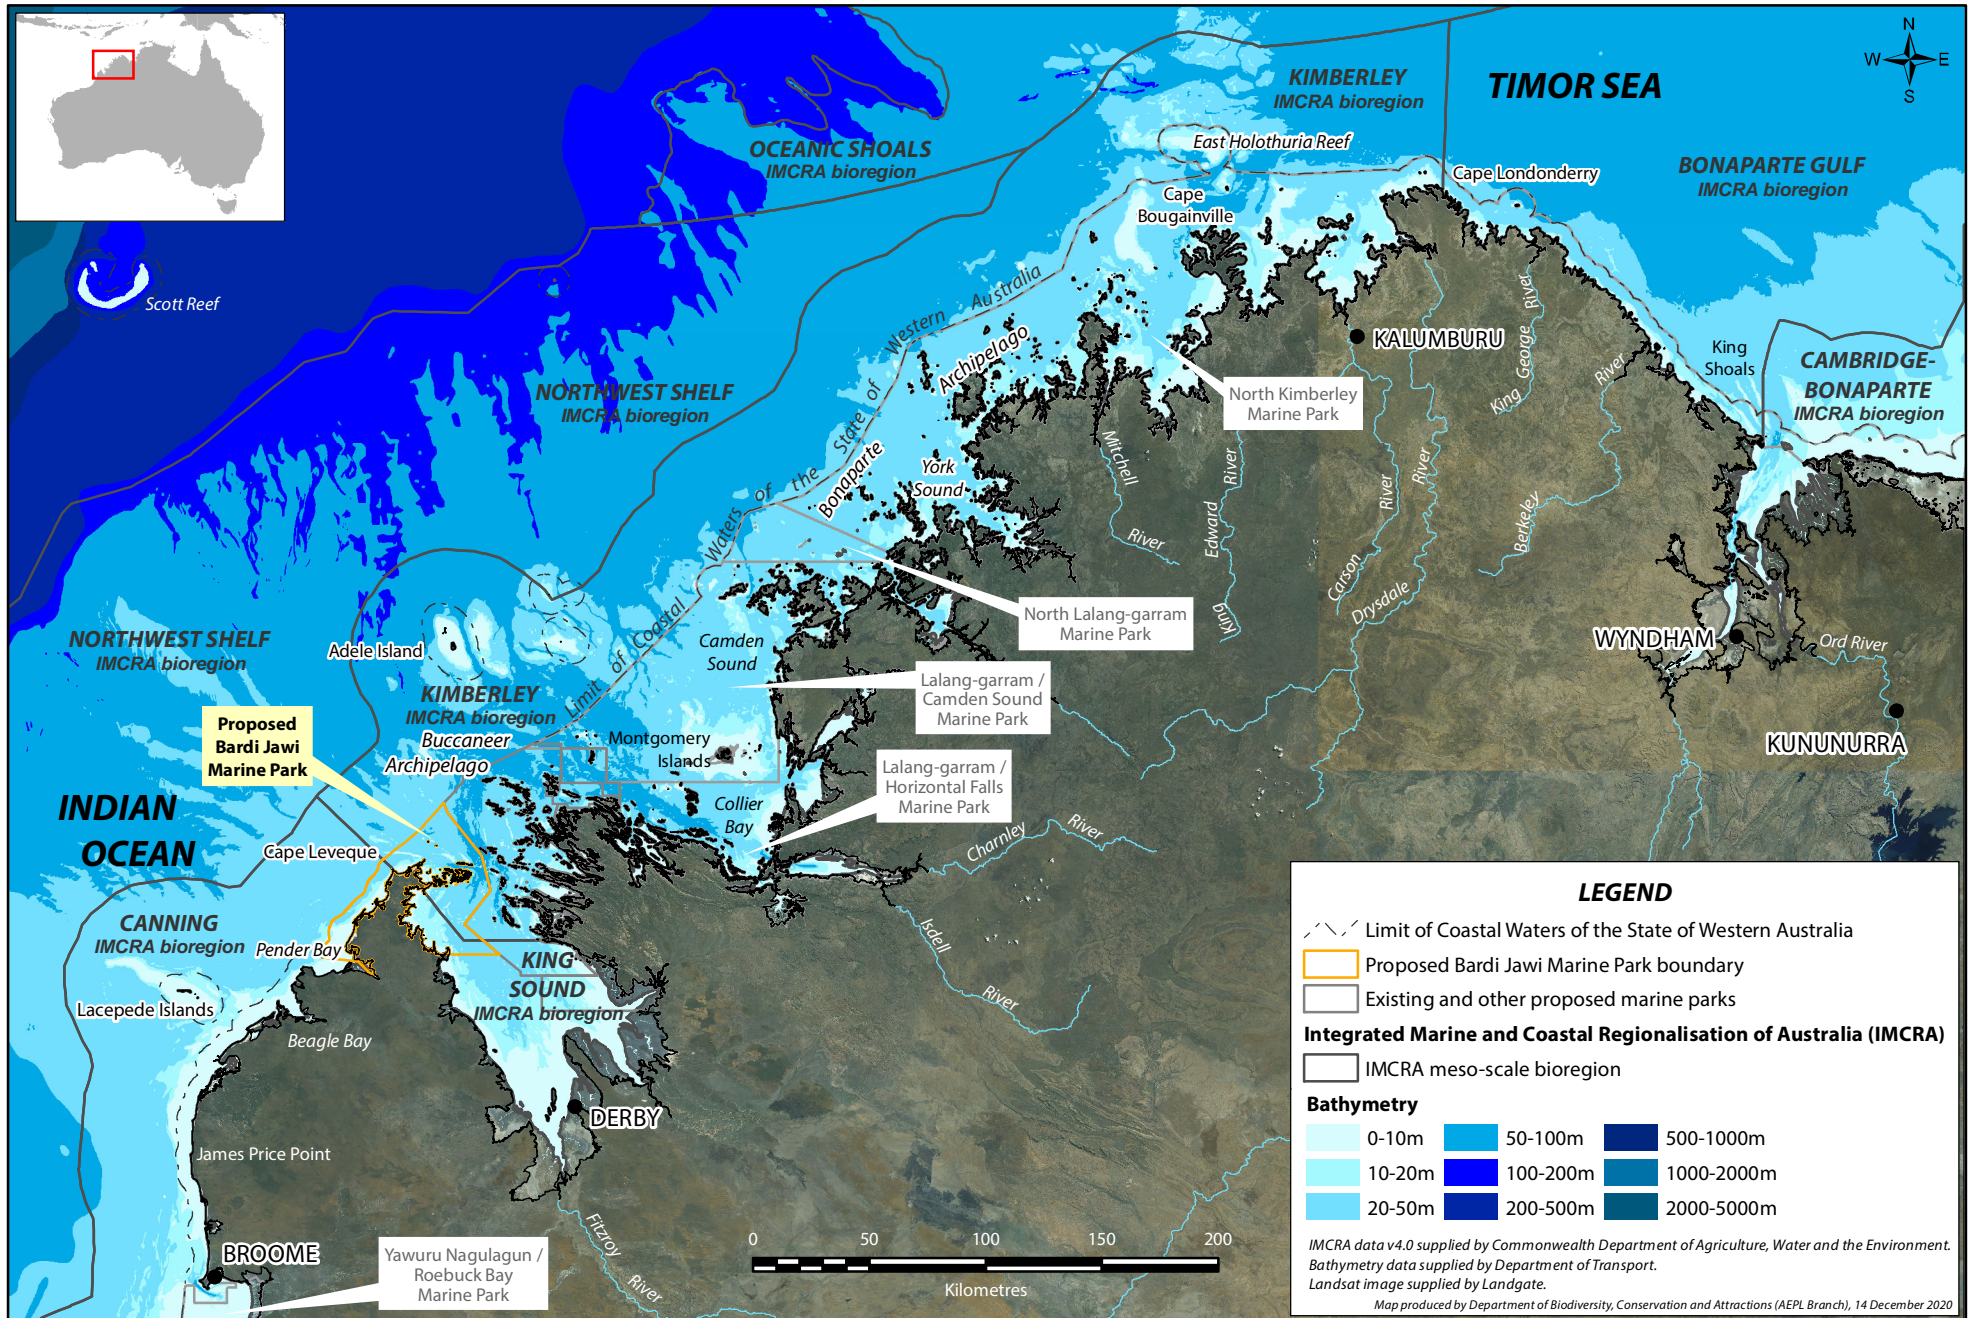 N
W E
S
TIMOR SEA
KIMBERLEY
IMCRA bioregion
OCEANIC SHOALS
IMCRA bioregion
East Holothuria Reef
Cape Londonderry
BONAPARTE GULF
IMCRA bioregion
Cape
Bougainville
Scott Reef
Limit of Coastal Waters of the State of Western Australia
Bonaparte Archipelago
KALUMBURU
King George River
King
Shoals
CAMBRIDGE-
BONAPARTE
IMCRA bioregion
NORTHWEST SHELF
IMCRA bioregion
North Kimberley
Marine Park
Mitchell
River
York
Sound
King Edward River
Carson River
Drysdale River
Berkeley River
North Lalang-garram
Marine Park
NORTHWEST SHELF
IMCRA bioregion
Adele Island
Camden
Sound
WYNDHAM
Ord River
KIMBERLEY
IMCRA bioregion
Lalang-garram /
Camden Sound
Marine Park
Proposed
Bardi Jawi
Marine Park
Buccaneer
Archipelago
Montgomery
Islands
KUNUNURRA
Lalang-garram /
Horizontal Falls
Marine Park
Collier
Bay
INDIAN
OCEAN
Cape Leveque
Charnley River
CANNING
IMCRA bioregion
Pender Bay
Isdell
River
KING
SOUND
IMCRA bioregion
Lacepede Islands
Beagle Bay
DERBY
James Price Point
Fitzroy
River
BROOME
Yawuru Nagulagun /
Roebuck Bay
Marine Park
0 50 100 150 200
Kilometres
LEGEND
Limit of Coastal Waters of the State of Western Australia
Proposed Bardi Jawi Marine Park boundary
Existing and other proposed marine parks
Integrated Marine and Coastal Regionalisation of Australia (IMCRA)
IMCRA meso-scale bioregion
Bathymetry
0-10m 50-100m 500-1000m
10-20m 100-200m 1000-2000m
20-50m 200-500m 2000-5000m
IMCRA data v4.0 supplied by Commonwealth Department of Agriculture, Water and the Environment.
Bathymetry data supplied by Department of Transport.
Landsat image supplied by Landgate.
Map produced by Department of Biodiversity, Conservation and Attractions (AEPL Branch), 14 December 2020